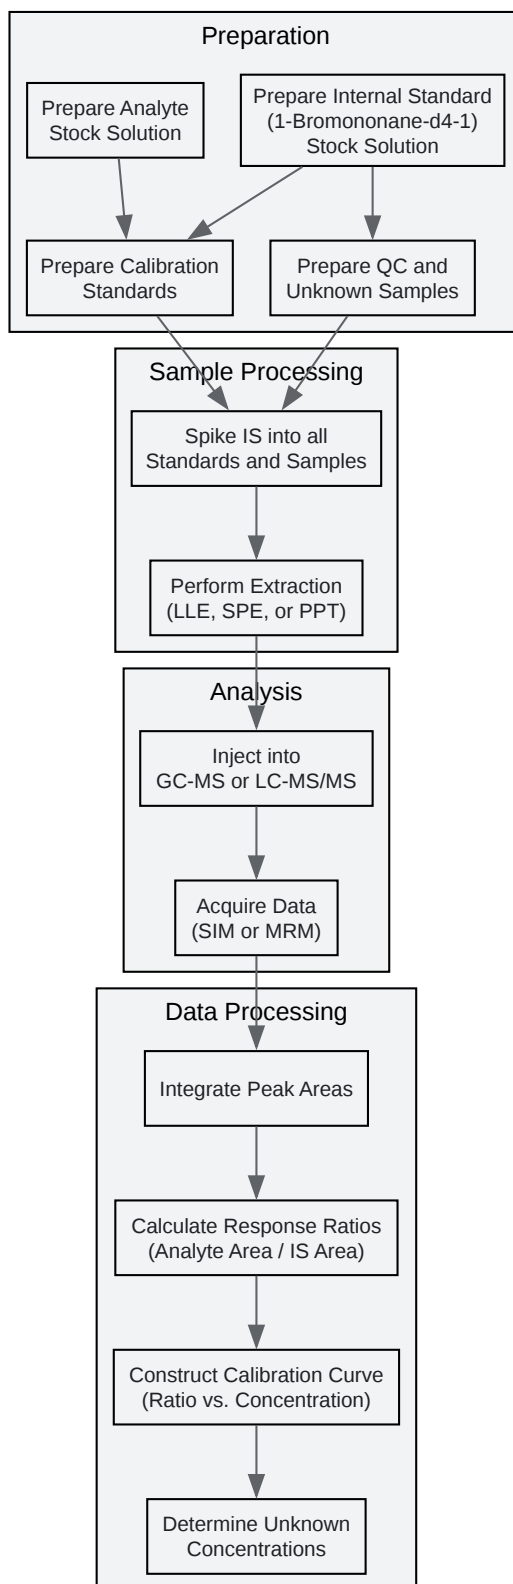 Preparation
Prepare Analyte
Stock Solution
Prepare Internal Standard
(1-Bromononane-d4-1)
Stock Solution
Prepare Calibration
Standards
Prepare QC and
Unknown Samples
Sample Processing
Spike IS into all
Standards and Samples
Perform Extraction
(LLE, SPE, or PPT)
Analysis
Inject into
GC-MS or LC-MS/MS
Acquire Data
(SIM or MRM)
Data Processing
Integrate Peak Areas
Calculate Response Ratios
(Analyte Area / IS Area)
Construct Calibration Curve
(Ratio vs. Concentration)
Determine Unknown
Concentrations